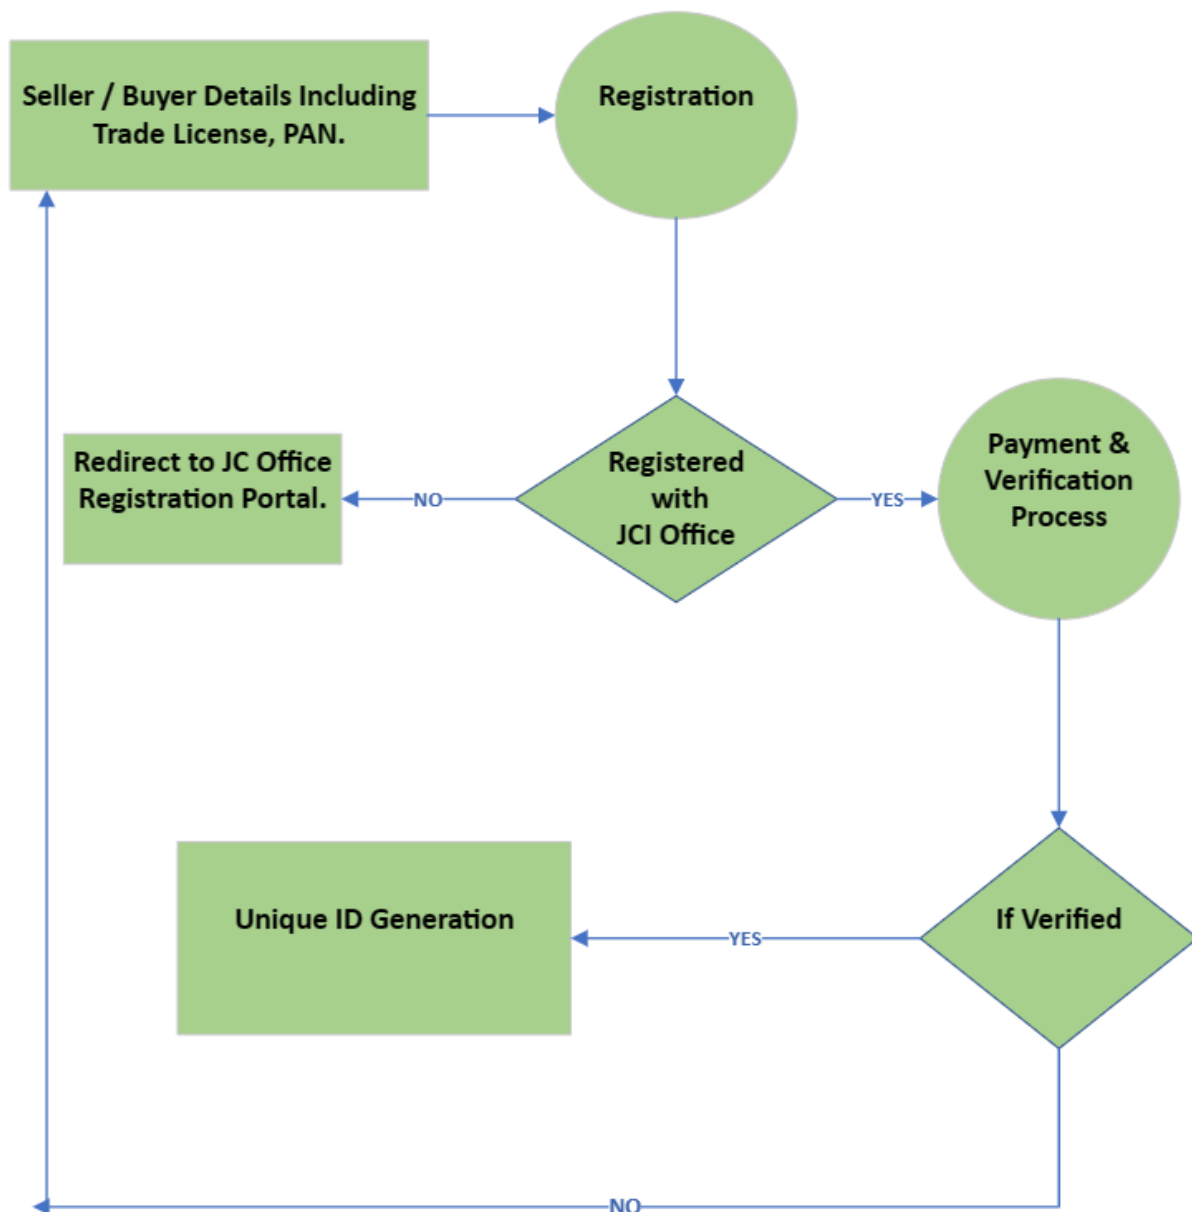 Seller / Buyer Details Including
Trade License, PAN.
Registration
Redirect to JC Office
Registration Portal.
NO
Registered
with
JCI Office
YES
Payment &
Verification
Process
Unique ID Generation
YES
If Verified
NO